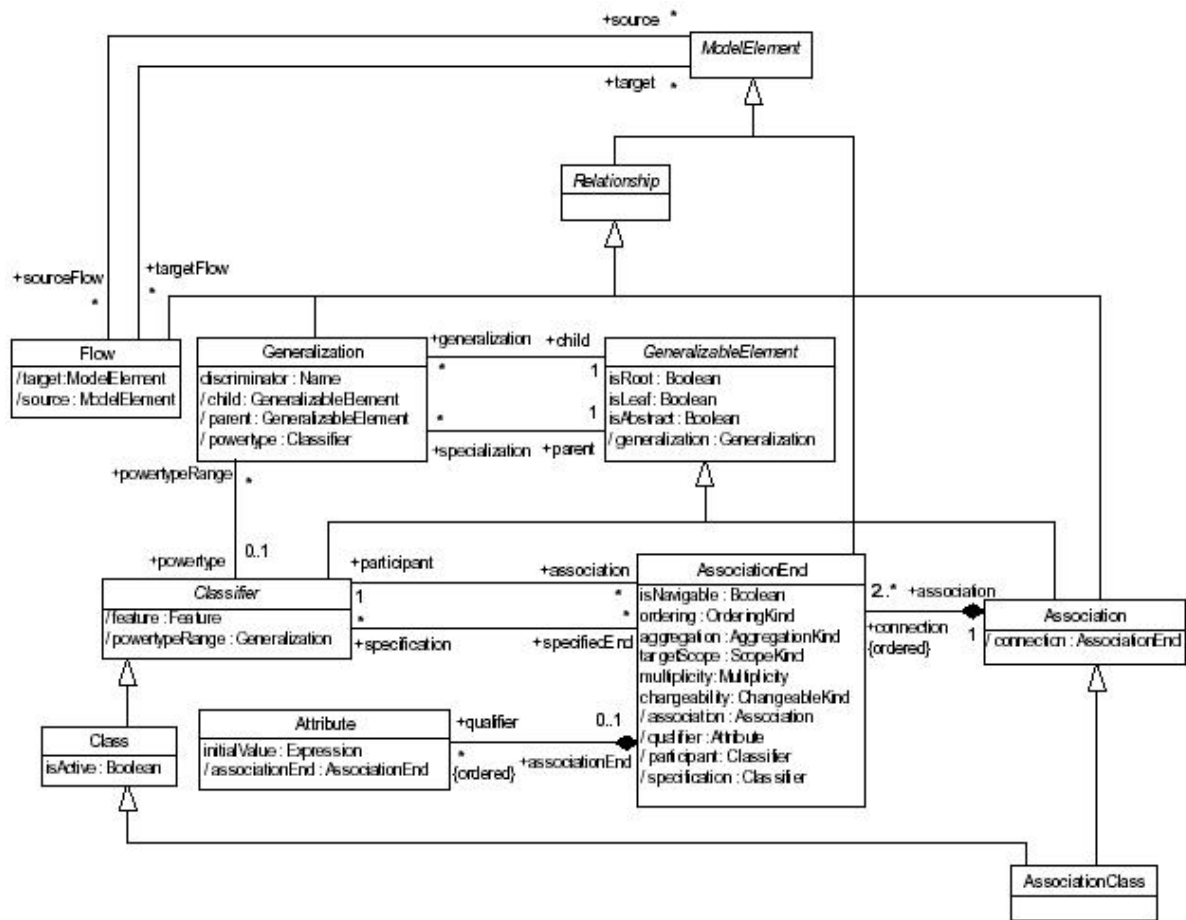 +source *
ModelElement
+target *
Relationship
+sourceFlow
*
+targetFlow
*
Flow
/target:ModelElement
/source : ModelElement
Generalization
discriminator : Name
/child : GeneralizableElement
/parent : GeneralizableElement
/powertype : Classifier
+generalization
*
+child
1
*
+specialization
1
+parent
GeneralizableElement
isRoot : Boolean
isLeaf : Boolean
isAbstract : Boolean
/generalization : Generalization
+powertypeRange *
+powertype 0..1
Classifier
/feature : Feature
/powertypeRange : Generalization
+participant
1
+association
*
*
+specification
*
+specifiedEnd
AssociationEnd
isNavigable : Boolean
ordering : OrderingKind
aggregation : AggregationKind
targetScope : ScopeKind
multiplicity: Multiplicity
changeability: ChangeableKind
/association : Association
/qualifier : Attribute
/participant : Classifier
/specification : Classifier
2..* +association
+connection 1
{ordered}
Association
/ connection : AssociationEnd
Class
isActive : Boolean
Attribute
initialValue : Expression
/associationEnd : AssociationEnd
+qualifier 0..1
*
{ordered}
+associationEnd
AssociationClass